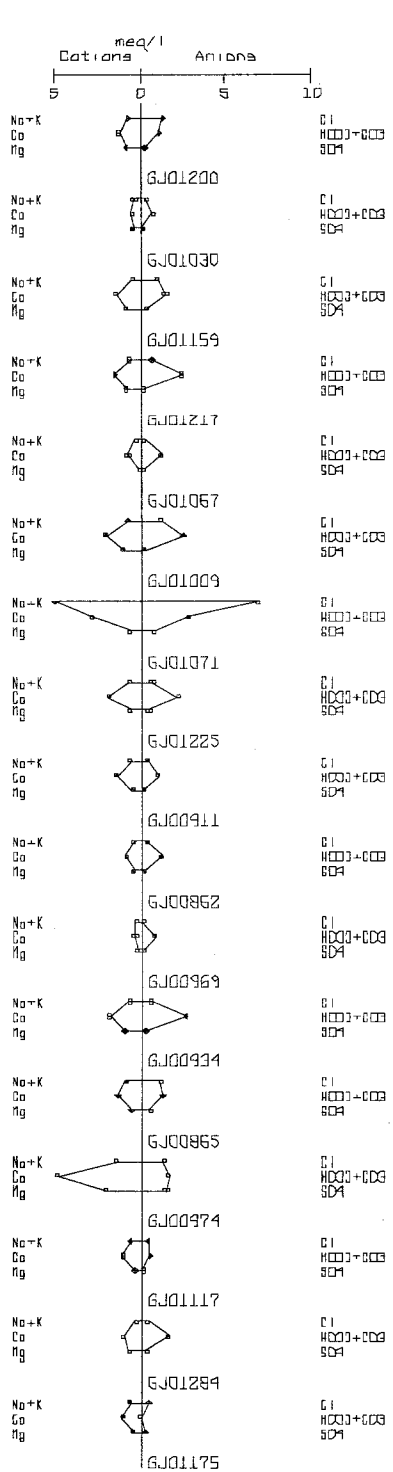 meq/l
Cations Anions
5 0 5 10
Na+K Cl
Ca HCO3+CO3
Mg SO4
GJ01200
Na+K Cl
Ca HCO3+CO3
Mg SO4
GJ01030
Na+K Cl
Ca HCO3+CO3
Mg SO4
GJ01159
Na+K Cl
Ca HCO3+CO3
Mg SO4
GJ01217
Na+K Cl
Ca HCO3+CO3
Mg SO4
GJ01067
Na+K Cl
Ca HCO3+CO3
Mg SO4
GJ01009
Na+K Cl
Ca HCO3+CO3
Mg SO4
GJ01071
Na+K Cl
Ca HCO3+CO3
Mg SO4
GJ01225
Na+K Cl
Ca HCO3+CO3
Mg SO4
GJ00911
Na+K Cl
Ca HCO3+CO3
Mg SO4
GJ00862
Na+K Cl
Ca HCO3+CO3
Mg SO4
GJ00969
Na+K Cl
Ca HCO3+CO3
Mg SO4
GJ00934
Na+K Cl
Ca HCO3+CO3
Mg SO4
GJ00865
Na+K Cl
Ca HCO3+CO3
Mg SO4
GJ00974
Na+K Cl
Ca HCO3+CO3
Mg SO4
GJ01117
Na+K Cl
Ca HCO3+CO3
Mg SO4
GJ01284
Na+K Cl
Ca HCO3+CO3
Mg SO4
GJ01175